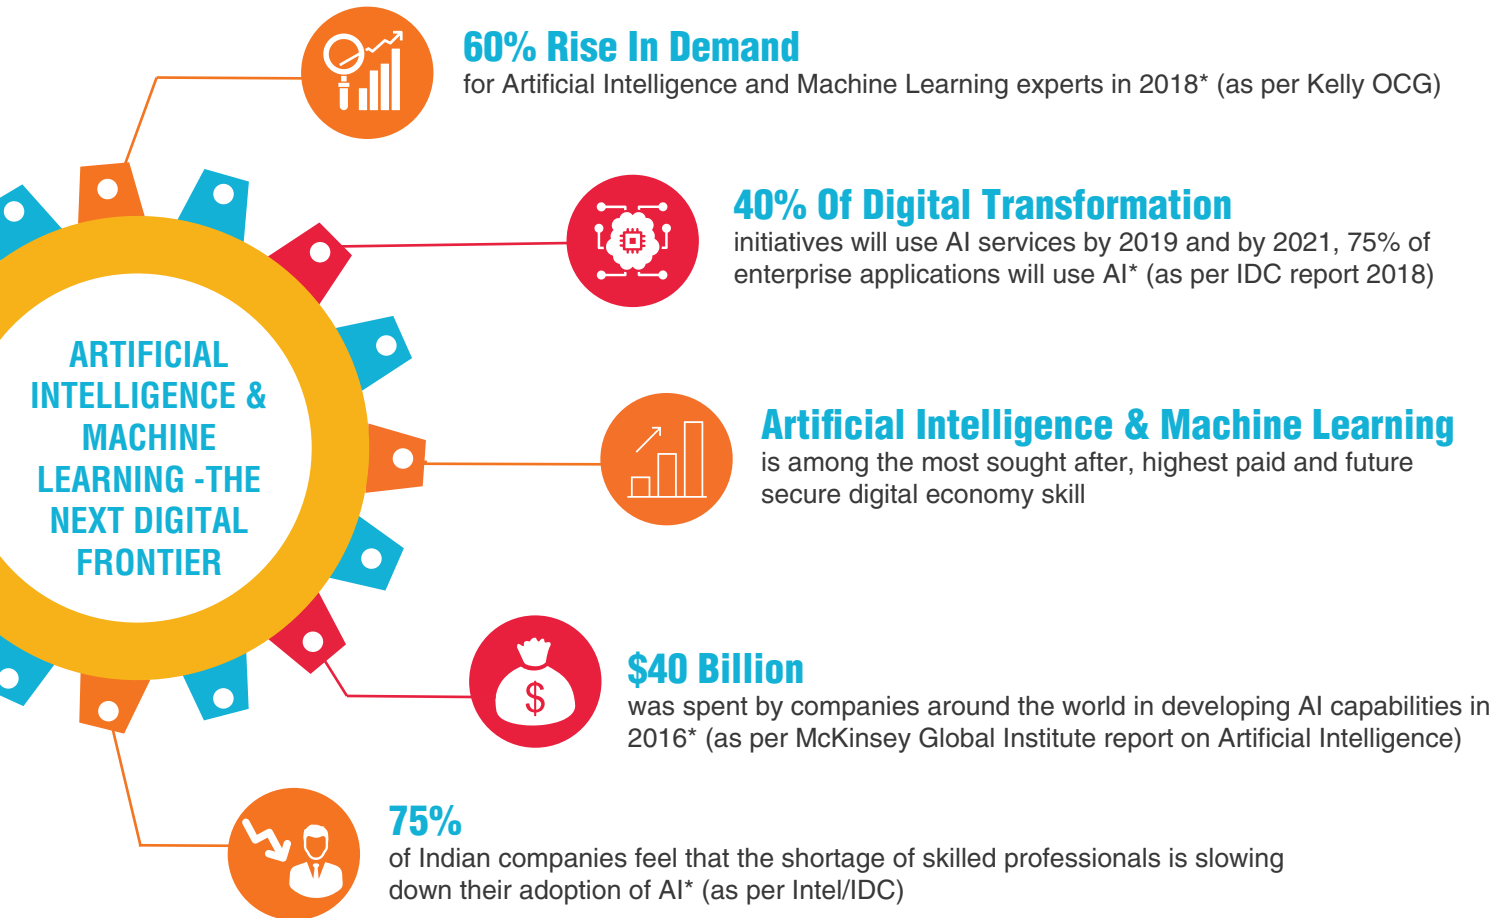 60% Rise In Demand
for Artificial Intelligence and Machine Learning experts in 2018* (as per Kelly OCG)
40% Of Digital Transformation
initiatives will use AI services by 2019 and by 2021, 75% of
enterprise applications will use AI* (as per IDC report 2018)
ARTIFICIAL
INTELLIGENCE &
MACHINE
LEARNING -THE
NEXT DIGITAL
FRONTIER
Artificial Intelligence & Machine Learning
is among the most sought after, highest paid and future
secure digital economy skill
$
$40 Billion
was spent by companies around the world in developing AI capabilities in
2016* (as per McKinsey Global Institute report on Artificial Intelligence)
75%
of Indian companies feel that the shortage of skilled professionals is slowing
down their adoption of AI* (as per Intel/IDC)